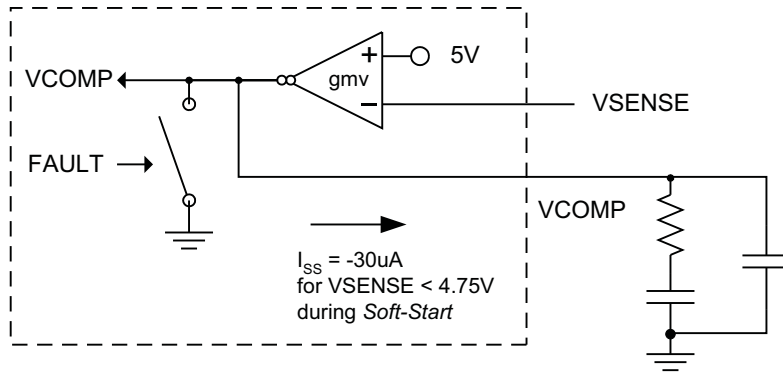 +
5V
VCOMP
gmv
−
VSENSE
FAULT
VCOMP
I_SS = -30uA
for VSENSE < 4.75V
during Soft-Start